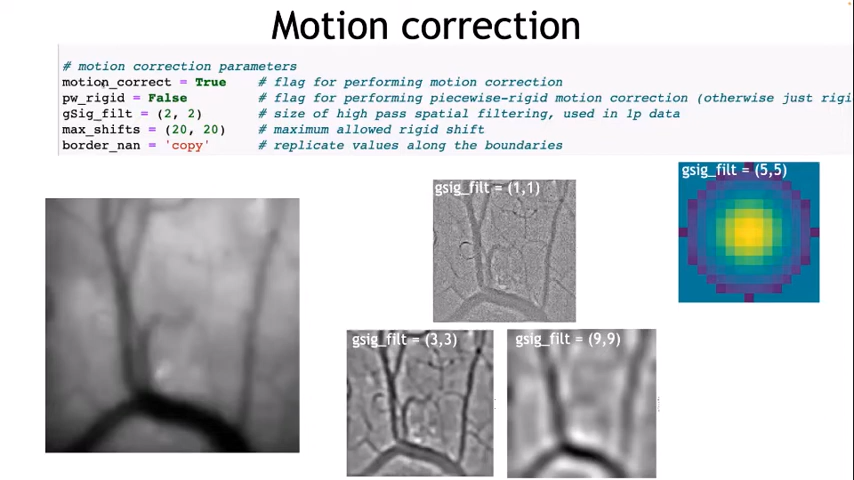 Motion correction
# motion correction parameters
motion_correct = True # flag for performing motion correction
pw_rigid = False # flag for performing piecewise-rigid motion correction (otherwise just rigi
gSig_filt = (2, 2) # size of high pass spatial filtering, used in 1p data
max_shifts = (20, 20) # maximum allowed rigid shift
border_nan = 'copy' # replicate values along the boundaries
gsig_filt = (5,5)
gsig_filt = (1,1)
gsig_filt = (3,3)
gsig_filt = (9,9)